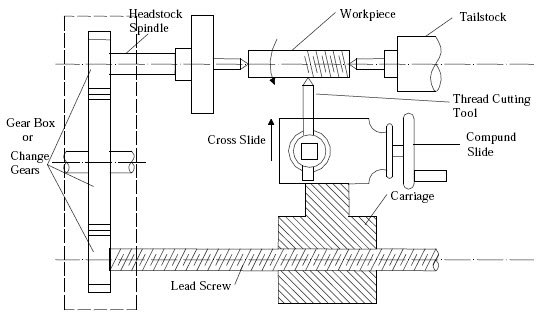 Headstock
Spindle
Workpiece
Tailstock
Thread Cutting
Tool
Gear Box
or
Change
Gears
Cross Slide
Compund
Slide
Carriage
Lead Screw